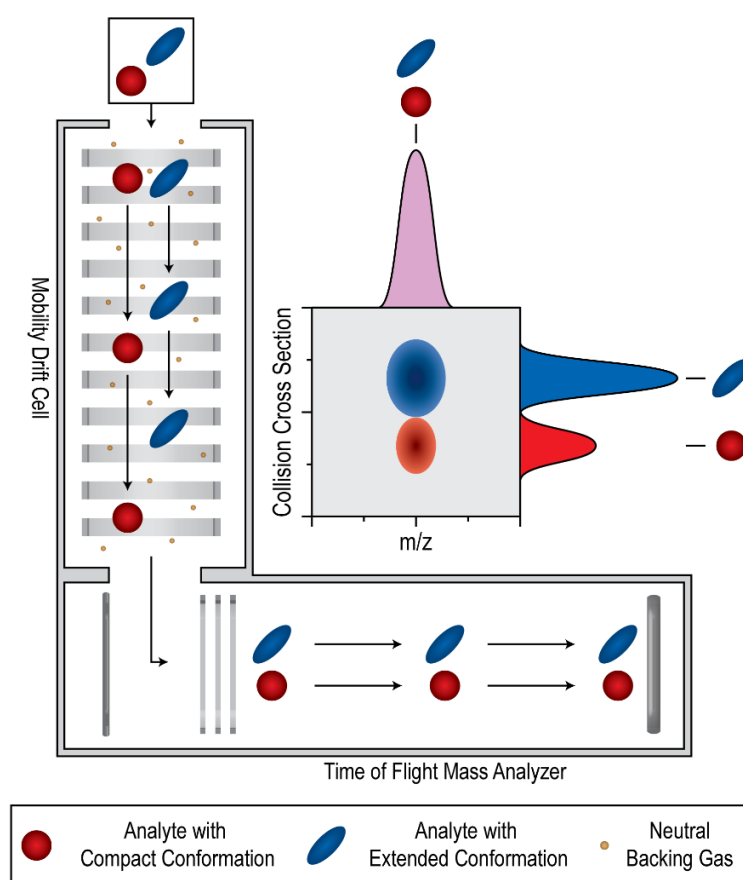 Mobility Drift Cell
Collision Cross Section
m/z
Time of Flight Mass Analyzer
Analyte with
Compact Conformation
Analyte with
Extended Conformation
Neutral
Backing Gas